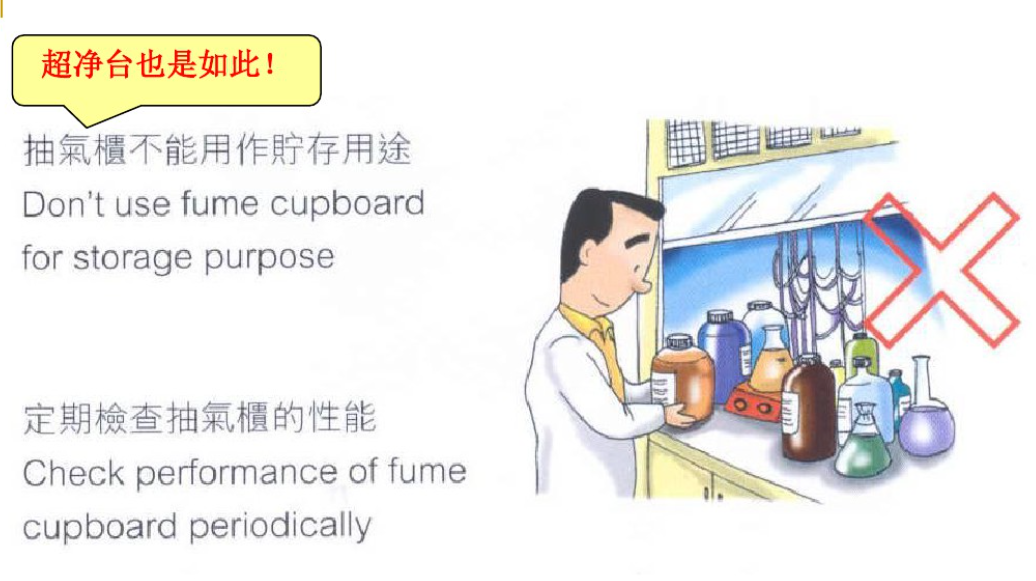 超净台也是如此！
抽氣櫃不能用作貯存用途
Don't use fume cupboard
for storage purpose
定期檢查抽氣櫃的性能
Check performance of fume
cupboard periodically